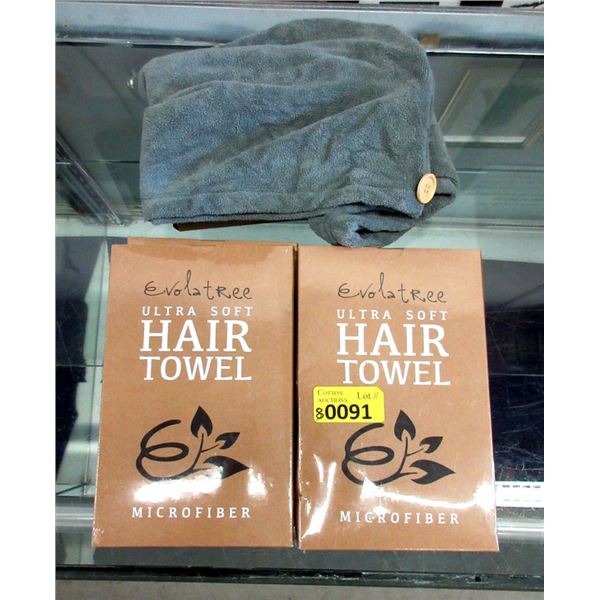 Evolatree
ULTRA SOFT
HAIR
TOWEL
MICROFIBER
Evolatree
ULTRA SOFT
HAIR
TOWEL
COTTON
AUCTIONS
Lot #
80091
MICROFIBER